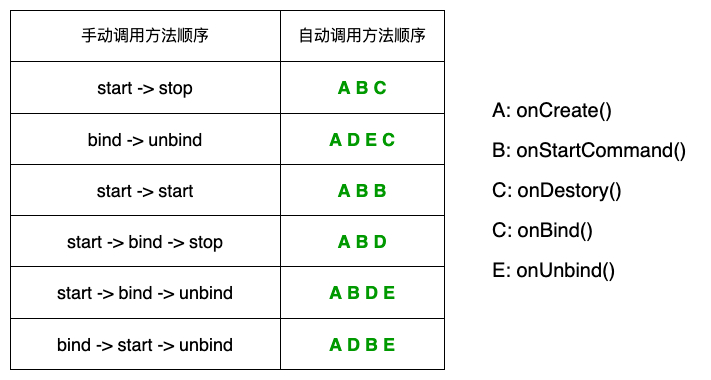 手动调用方法顺序 自动调用方法顺序
start -> stop A B C
bind -> unbind A D E C
start -> start A B B
start -> bind -> stop A B D
start -> bind -> unbind A B D E
bind -> start -> unbind A D B E
A: onCreate()
B: onStartCommand()
C: onDestory()
C: onBind()
E: onUnbind()